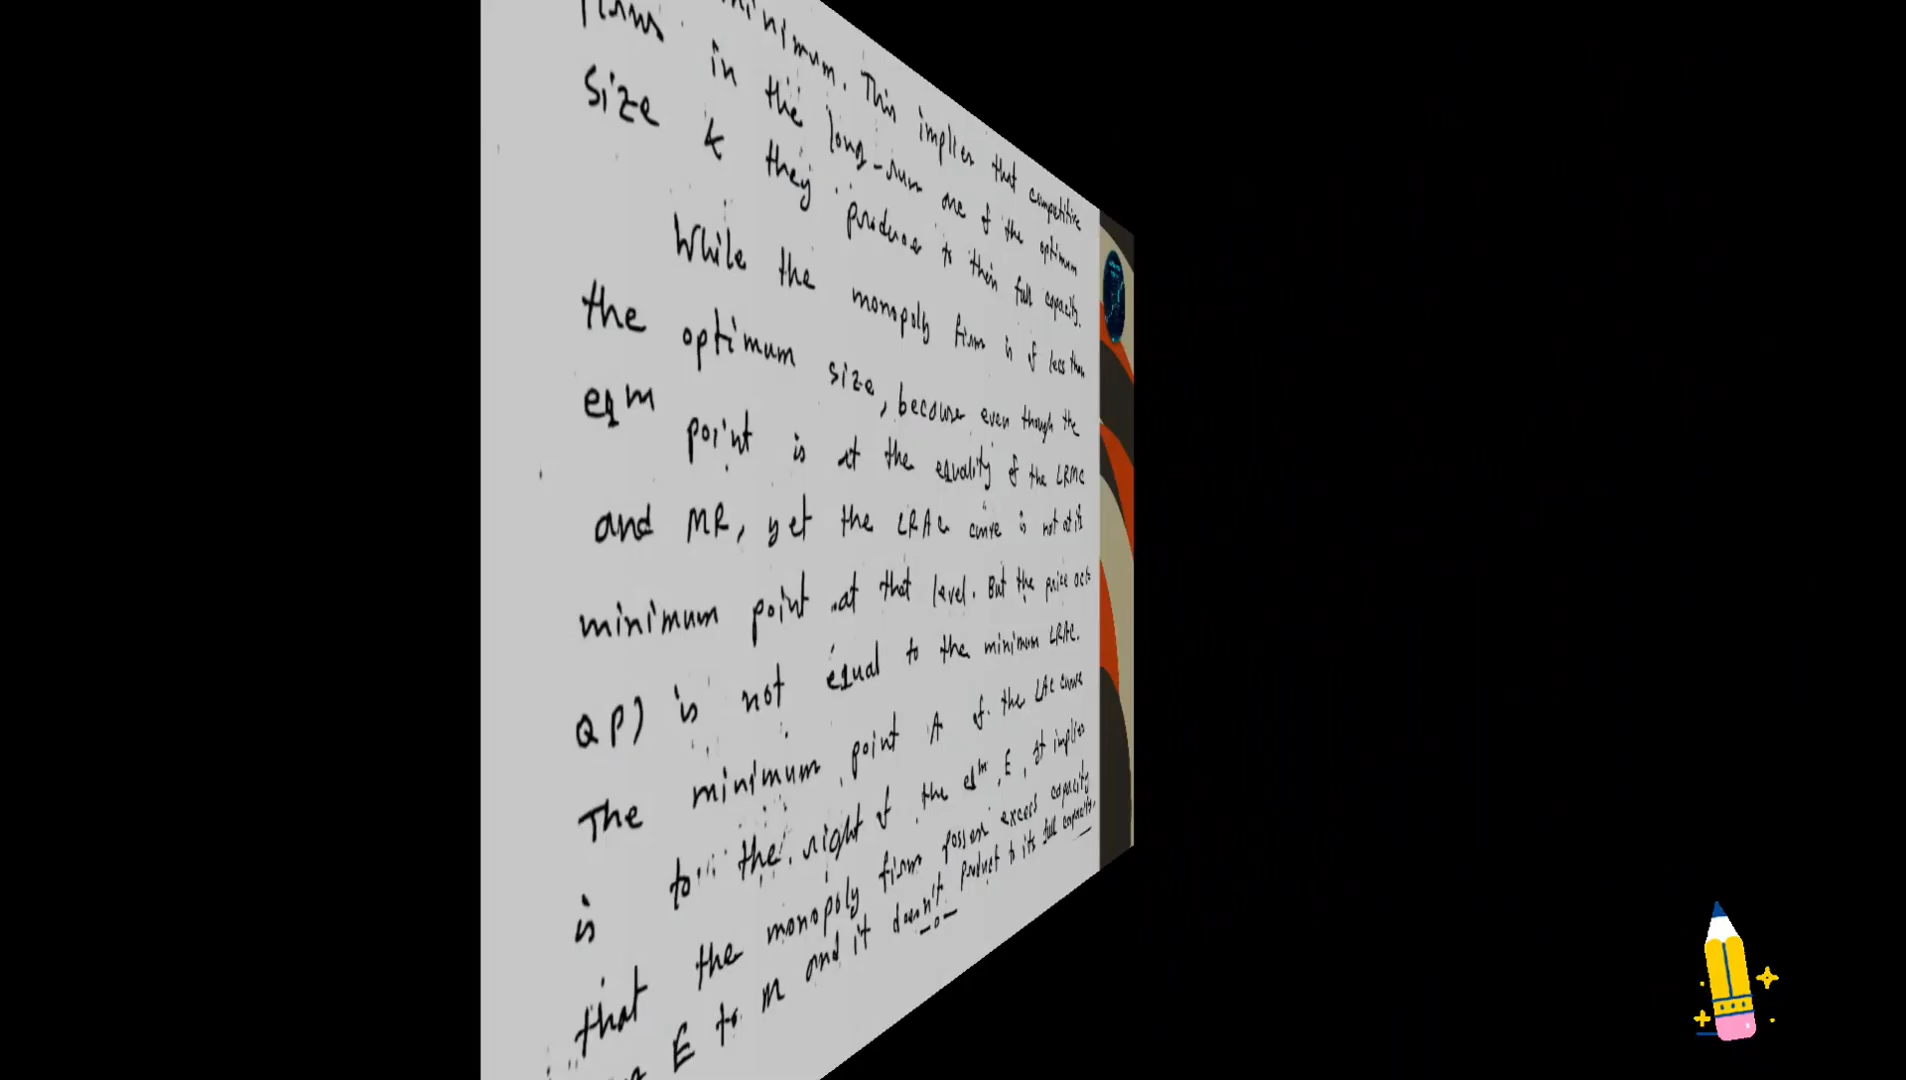 minimum. This implies that competitive
firms in the long-run are of the optimum
size & they produces to their full capacity.
While the monopoly firm is of less than
the optimum size, because even though the
eqm point is at the equality of the LRMC
and MR, yet the LRAC curve is not at its
minimum point at that level. But the price
QP) is not equal to the minimum LRAC.
The minimum point A of the LAC curve
is to the right of the eqm, E, It implies
that the monopoly firm possess excess capacity
E to M and it doesn't product to its full capacity.